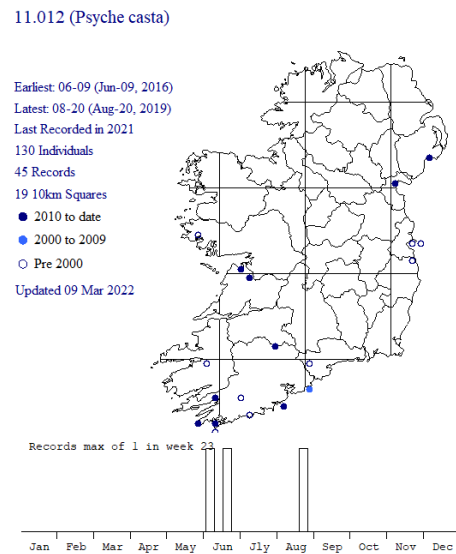 11.012 (Psyche casta)
Earliest: 06-09 (Jun-09, 2016)
Latest: 08-20 (Aug-20, 2019)
Last Recorded in 2021
130 Individuals
45 Records
19 10km Squares
2010 to date
2000 to 2009
Pre 2000
Updated 09 Mar 2022
Records max of 1 in week 23
Jan Feb Mar Apr May Jun Jly Aug Sep Oct Nov Dec